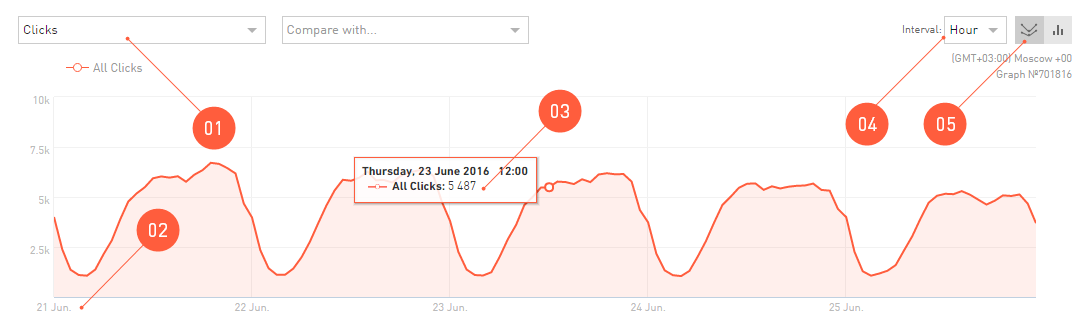 Clicks
Compare with...
Interval: Hour
(GMT+03:00) Moscow +00
Graph №701816
All Clicks
10k
7.5k
5k
2.5k
01
02
03
04
05
Thursday, 23 June 2016 12:00
All Clicks: 5 487
21 Jun. 22 Jun. 23 Jun. 24 Jun. 25 Jun.